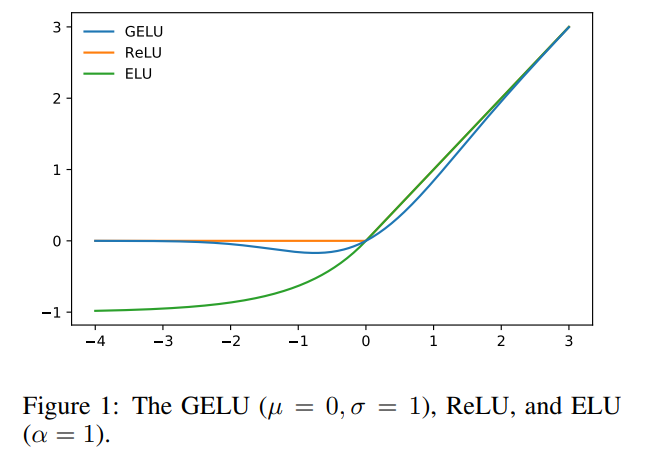 3
2
1
0
−1
GELU
ReLU
ELU
−4 −3 −2 −1 0 1 2 3
Figure 1: The GELU (μ = 0, σ = 1), ReLU, and ELU
(α = 1).